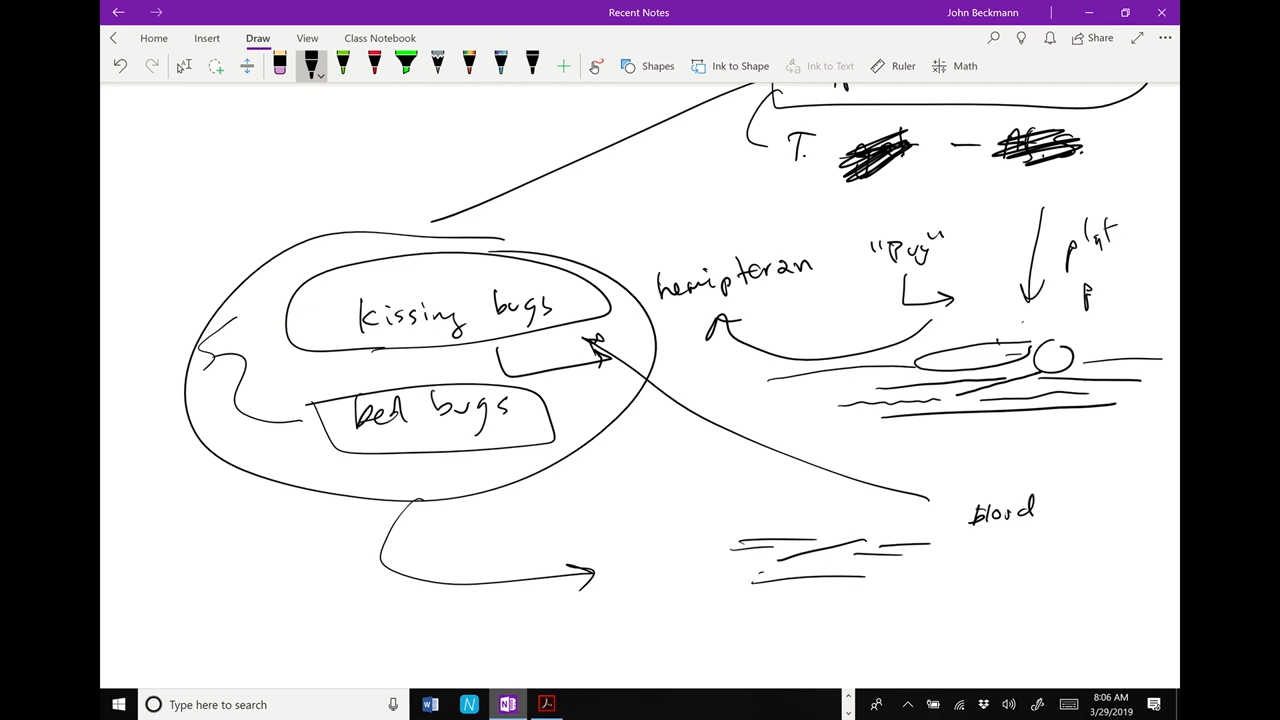 Recent Notes
John Beckmann
Home Insert Draw View Class Notebook
Share
Shapes Ink to Shape Ink to Text Ruler Math
T. —
hemipteran
kissing bugs
bed bugs
blood
Type here to search
8:06 AM
3/29/2019